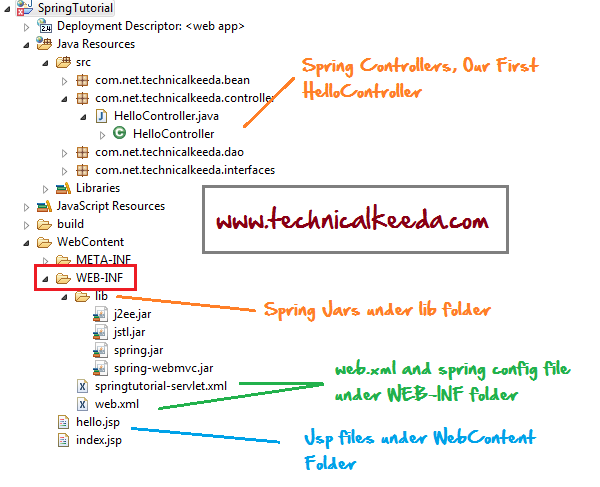 SpringTutorial
Deployment Descriptor: <web app>
Java Resources
src
com.net.technicalkeeda.bean
com.net.technicalkeeda.controller
HelloController.java
HelloController
com.net.technicalkeeda.dao
com.net.technicalkeeda.interfaces
Libraries
JavaScript Resources
build
WebContent
META-INF
WEB-INF
lib
j2ee.jar
jstl.jar
spring.jar
spring-webmvc.jar
springtutorial-servlet.xml
web.xml
hello.jsp
index.jsp
Spring Controllers, Our First
HelloController
www.technicalkeeda.com
Spring Jars under lib folder
web.xml and spring config file
under WEB-INF folder
Jsp files under WebContent
Folder